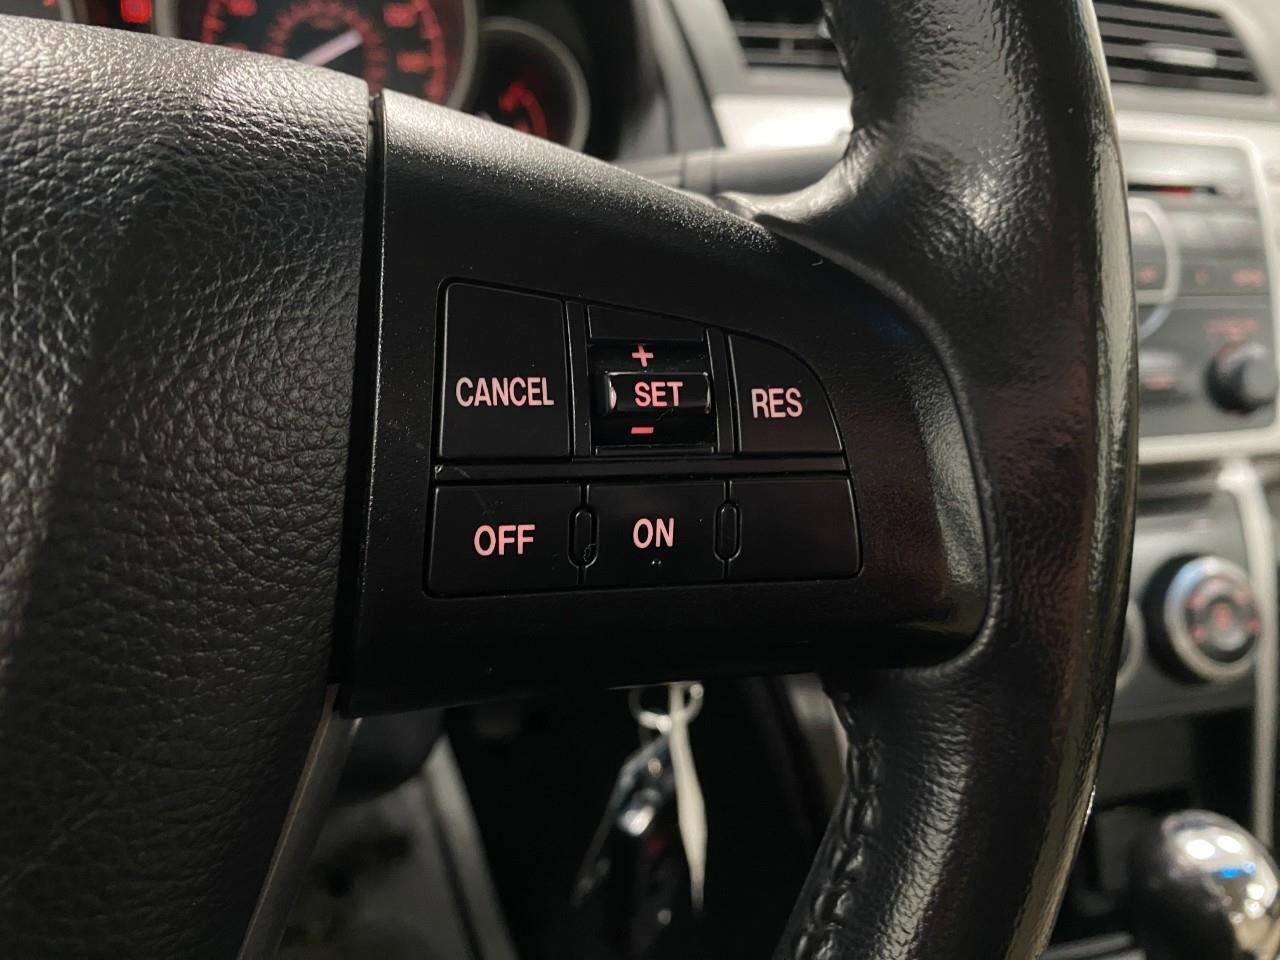 +
CANCEL SET RES
-
OFF ON